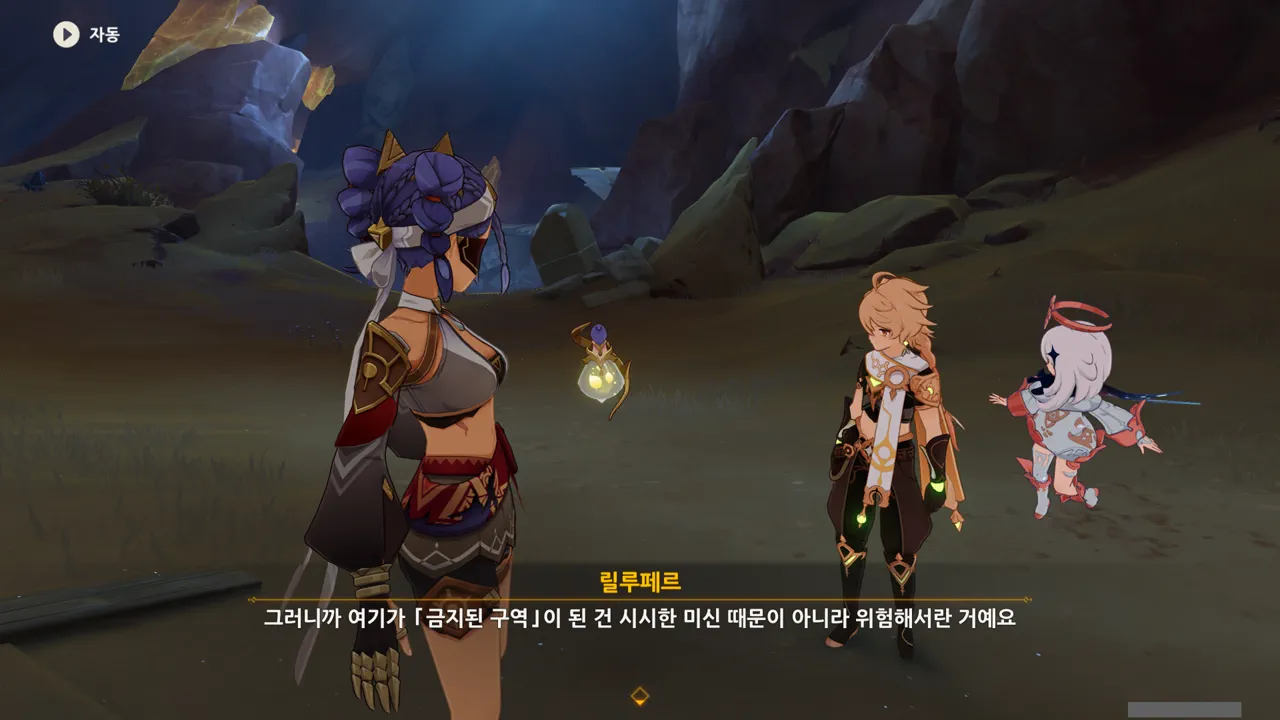 자동
릴루페르
그러니까 여기가 「금지된 구역」이 된 건 시시한 미신 때문이 아니라 위험해서란 거예요